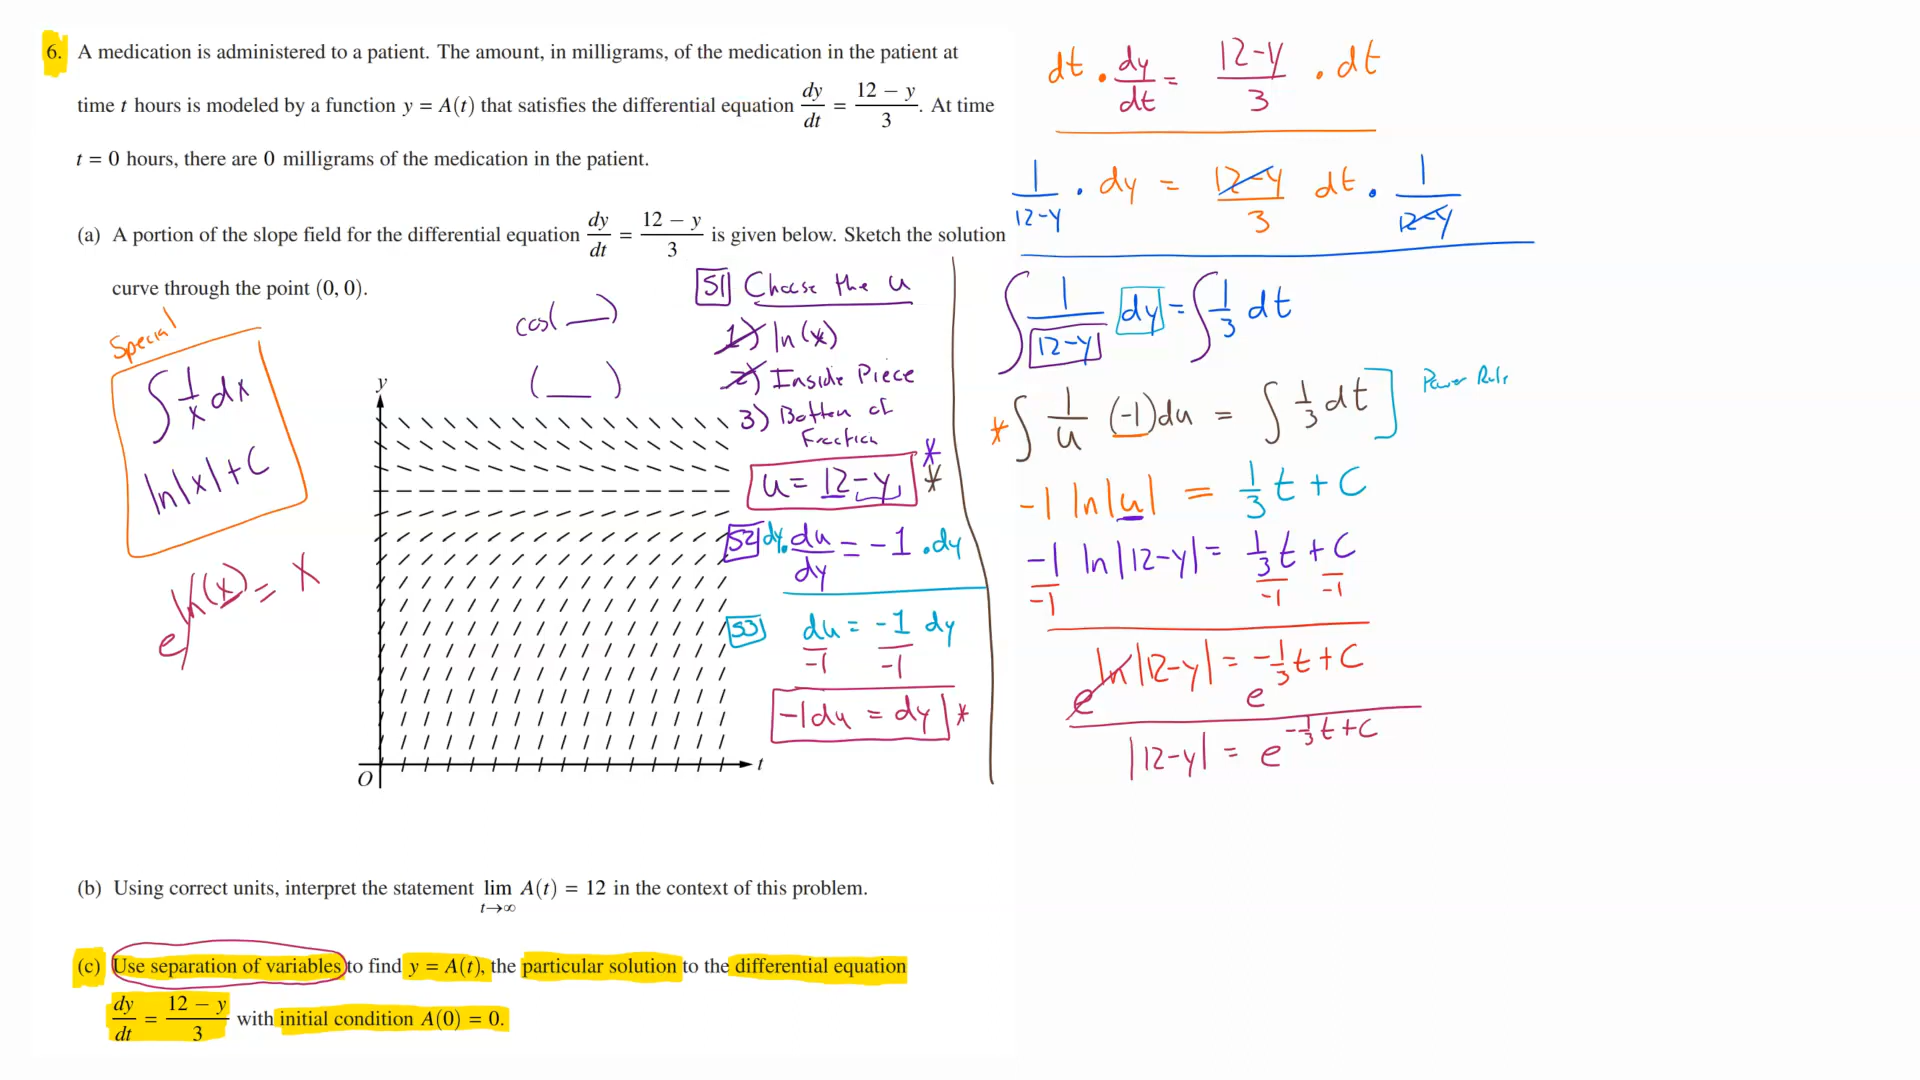 6. A medication is administered to a patient. The amount, in milligrams, of the medication in the patient at
time t hours is modeled by a function y = A(t) that satisfies the differential equation dy/dt = (12 − y)/3. At time
t = 0 hours, there are 0 milligrams of the medication in the patient.
(a) A portion of the slope field for the differential equation dy/dt = (12 − y)/3 is given below. Sketch the solution
curve through the point (0, 0).
Special
∫ 1/x dx
ln|x| + C
e^ln(x) = x
cos( __ )
( __ )
y
O
t
S1 Choose the u
1) ln(x)
2) Inside Piece
3) Bottom of
Fraction
u = 12-y *
*
S2 dy · du/dy = -1 · dy
S3 du = -1 dy
-1 -1
-1du = dy *
dt · dy/dt = (12-y)/3 · dt
1/(12-y) · dy = (12-y)/3 dt · 1/(12-y)
∫ 1/(12-y) dy = ∫ 1/3 dt
* ∫ 1/u (-1)du = ∫ 1/3 dt ] Power Rule
-1 ln|u| = 1/3 t + C
-1 ln|12-y| = 1/3 t + C
-1 -1 -1
e^ln|12-y| = e^-1/3 t + C
|12-y| = e^-1/3 t + C
(b) Using correct units, interpret the statement lim t→∞ A(t) = 12 in the context of this problem.
(c) Use separation of variables to find y = A(t), the particular solution to the differential equation
dy/dt = (12 − y)/3 with initial condition A(0) = 0.